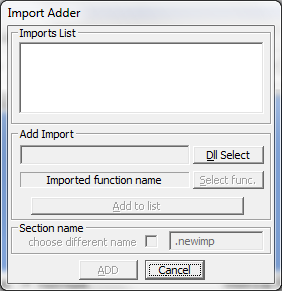 Import Adder
Imports List
Add Import
Dll Select
Imported function name
Select func.
Add to list
Section name
choose different name
.newimp
ADD
Cancel